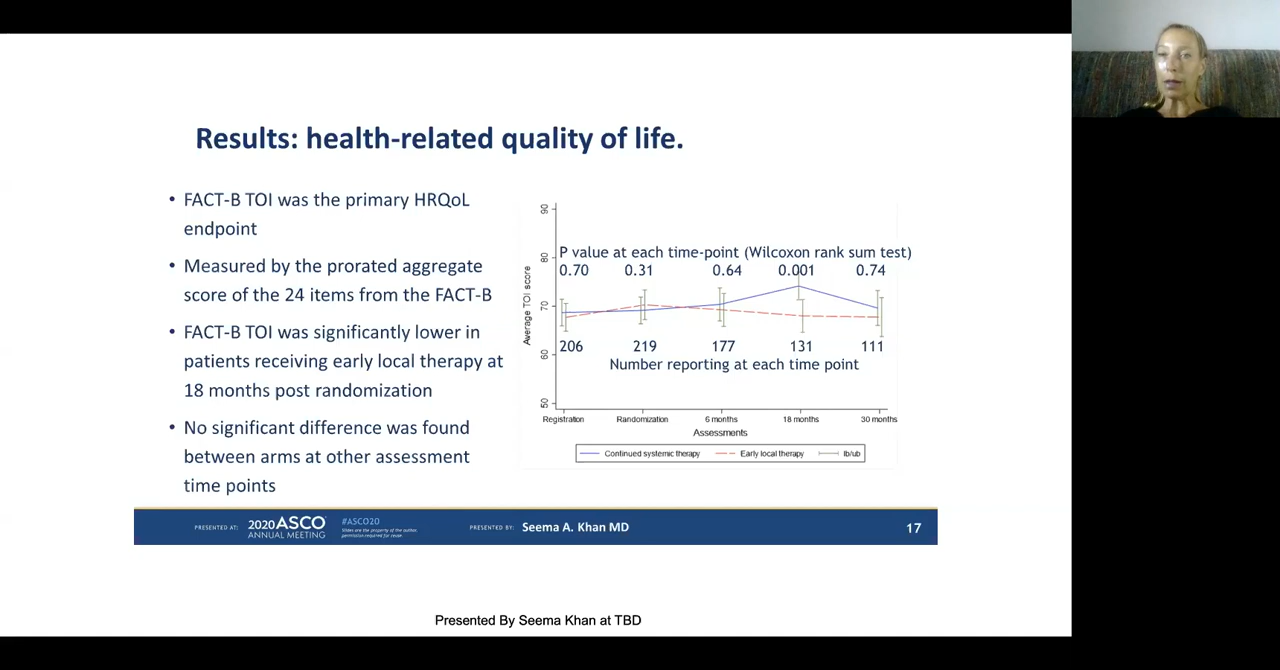 Results: health-related quality of life.
• FACT-B TOI was the primary HRQoL
endpoint
• Measured by the prorated aggregate
score of the 24 items from the FACT-B
• FACT-B TOI was significantly lower in
patients receiving early local therapy at
18 months post randomization
• No significant difference was found
between arms at other assessment
time points
P value at each time-point (Wilcoxon rank sum test)
0.70 0.31 0.64 0.001 0.74
90
80
70
60
50
Average TOI score
206 219 177 131 111
Number reporting at each time point
Registration Randomization 6 months 18 months 30 months
Assessments
Continued systemic therapy Early local therapy lb/ub
PRESENTED AT: 2020 ASCO
ANNUAL MEETING
#ASCO20
Slides are the property of the author,
permission required for reuse.
PRESENTED BY: Seema A. Khan MD
17
Presented By Seema Khan at TBD